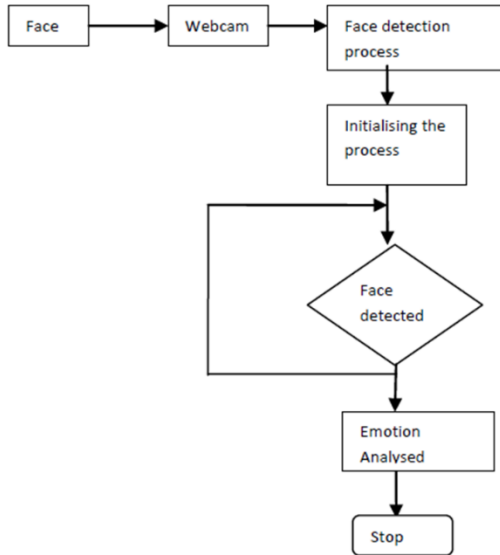 Face
Webcam
Face detection
process
Initialising the
process
Face
detected
Emotion
Analysed
Stop